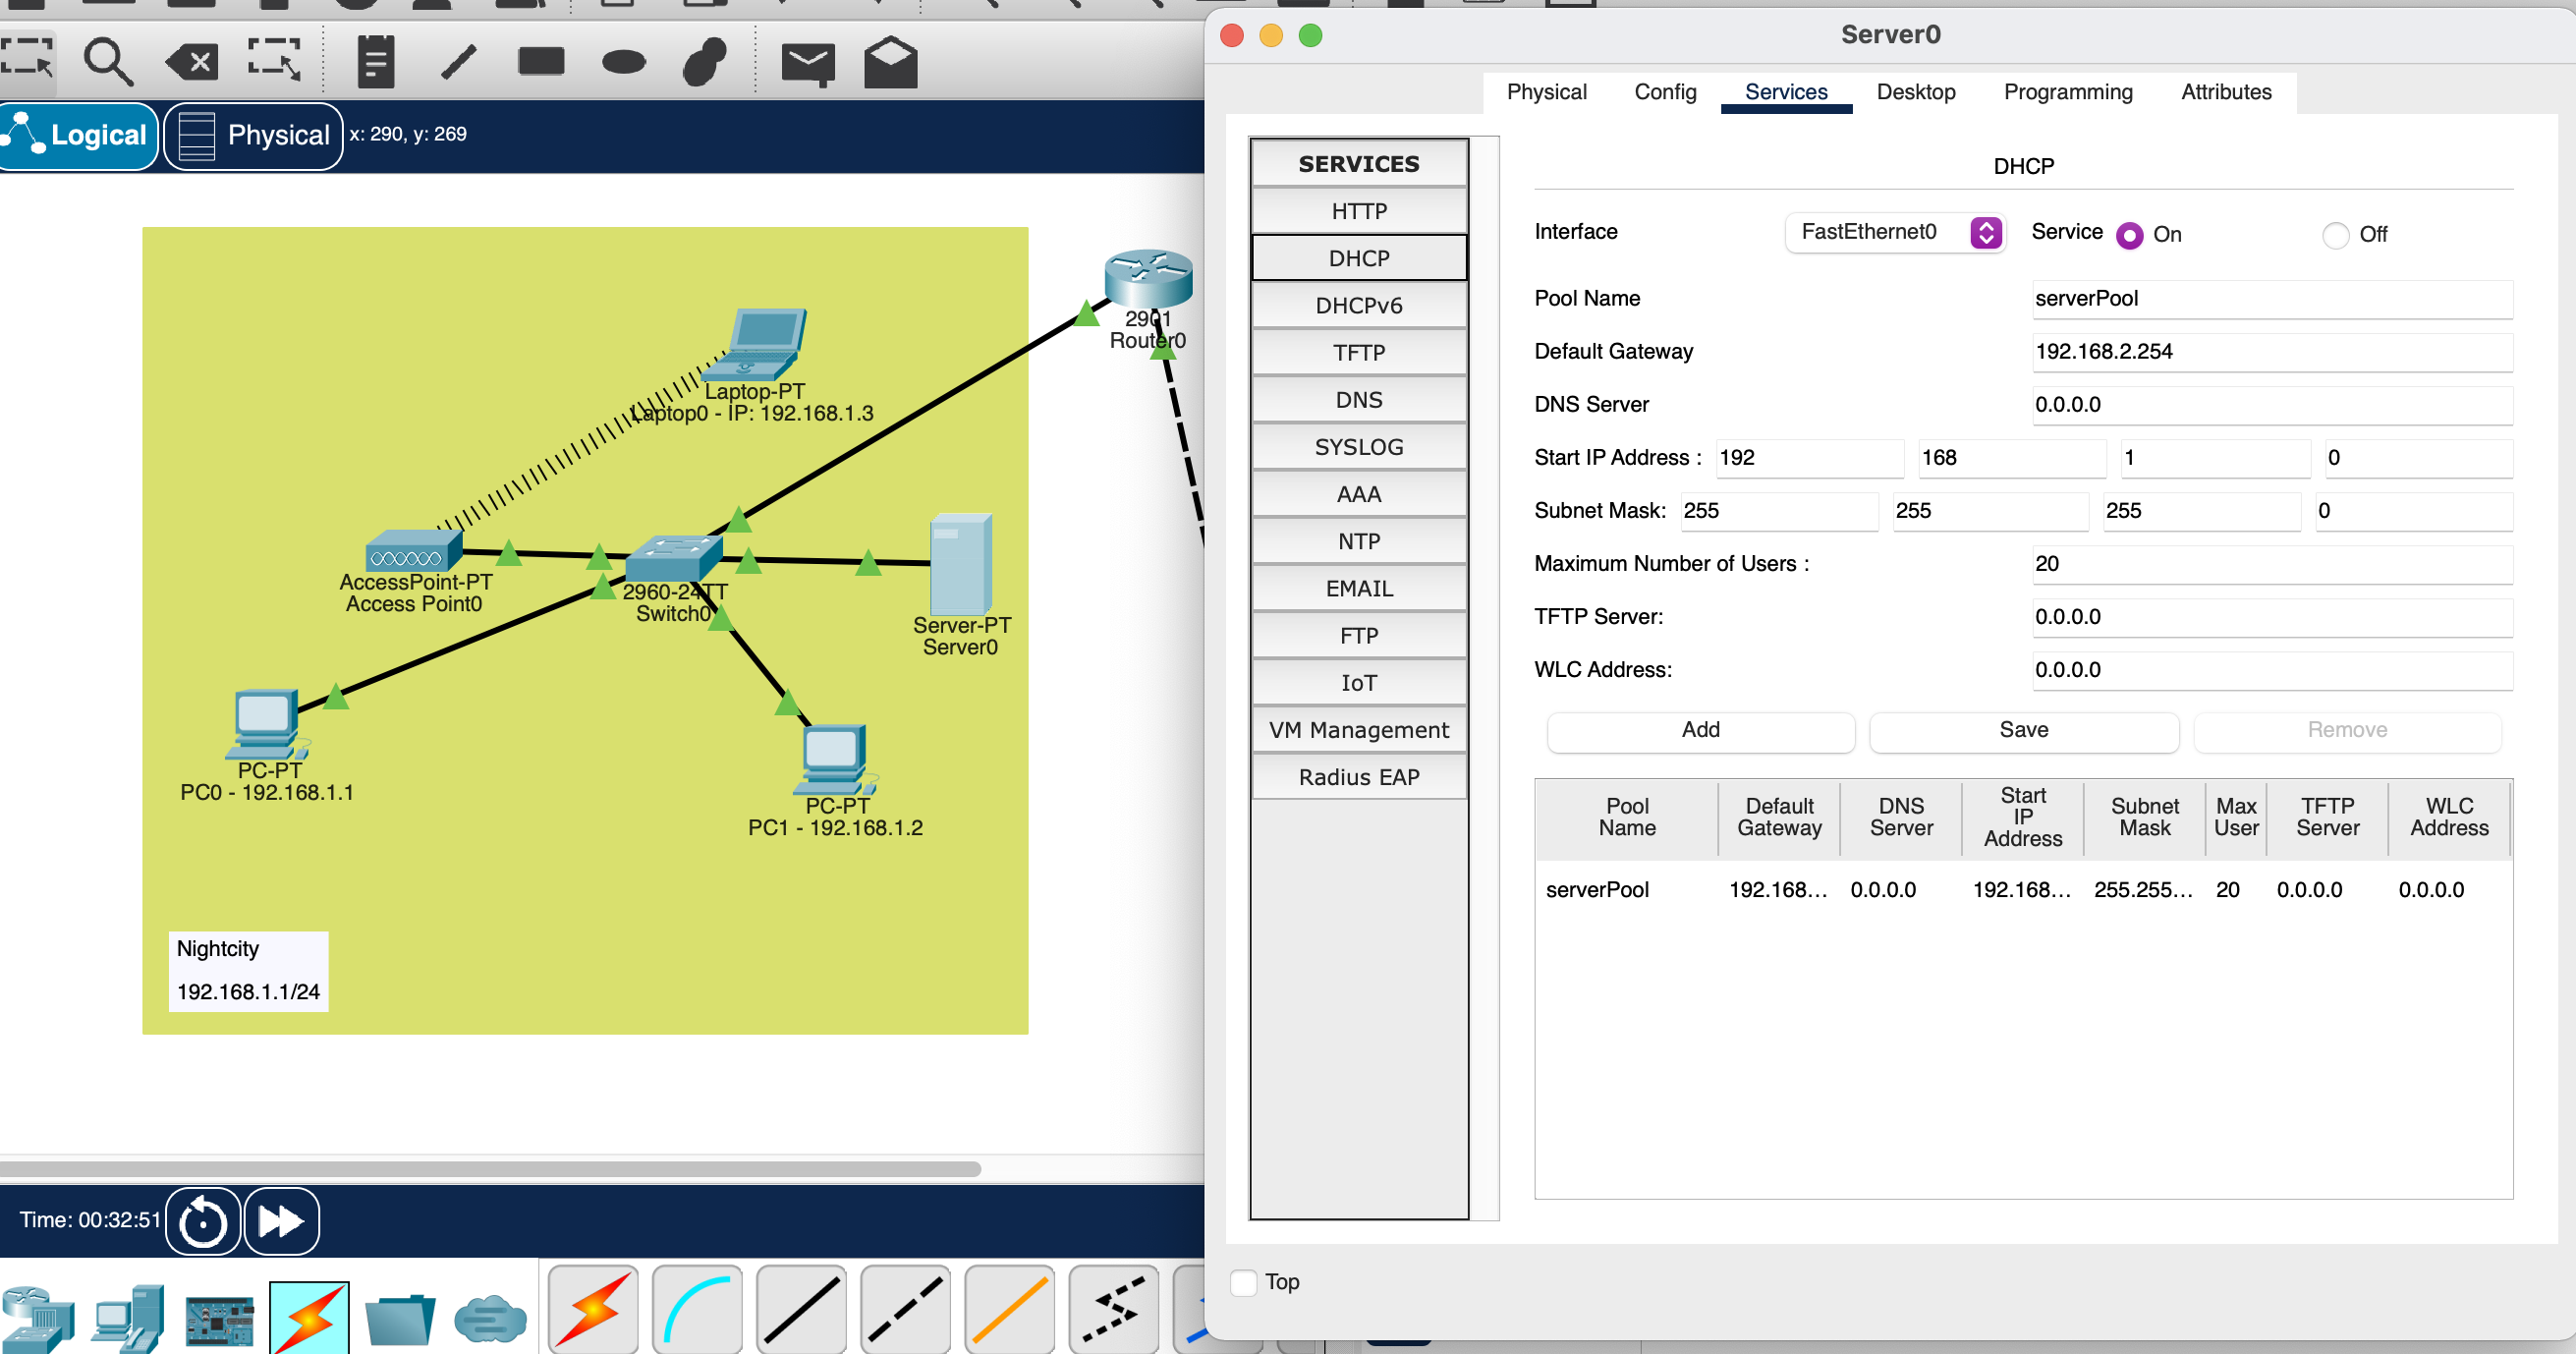 Logical
Physical
x: 290, y: 269
2901
Router0
Laptop-PT
Laptop0 - IP: 192.168.1.3
AccessPoint-PT
Access Point0
2960-24TT
Switch0
Server-PT
Server0
PC-PT
PC0 - 192.168.1.1
PC-PT
PC1 - 192.168.1.2
Nightcity
192.168.1.1/24
Time: 00:32:51
Server0
Physical Config Services Desktop Programming Attributes
SERVICES
HTTP
DHCP
DHCPv6
TFTP
DNS
SYSLOG
AAA
NTP
EMAIL
FTP
IoT
VM Management
Radius EAP
DHCP
Interface FastEthernet0 Service On Off
Pool Name serverPool
Default Gateway 192.168.2.254
DNS Server 0.0.0.0
Start IP Address : 192 168 1 0
Subnet Mask: 255 255 255 0
Maximum Number of Users : 20
TFTP Server: 0.0.0.0
WLC Address: 0.0.0.0
Add Save Remove
Pool Name Default Gateway DNS Server Start IP Address Subnet Mask Max User TFTP Server WLC Address
serverPool 192.168... 0.0.0.0 192.168... 255.255... 20 0.0.0.0 0.0.0.0
Top